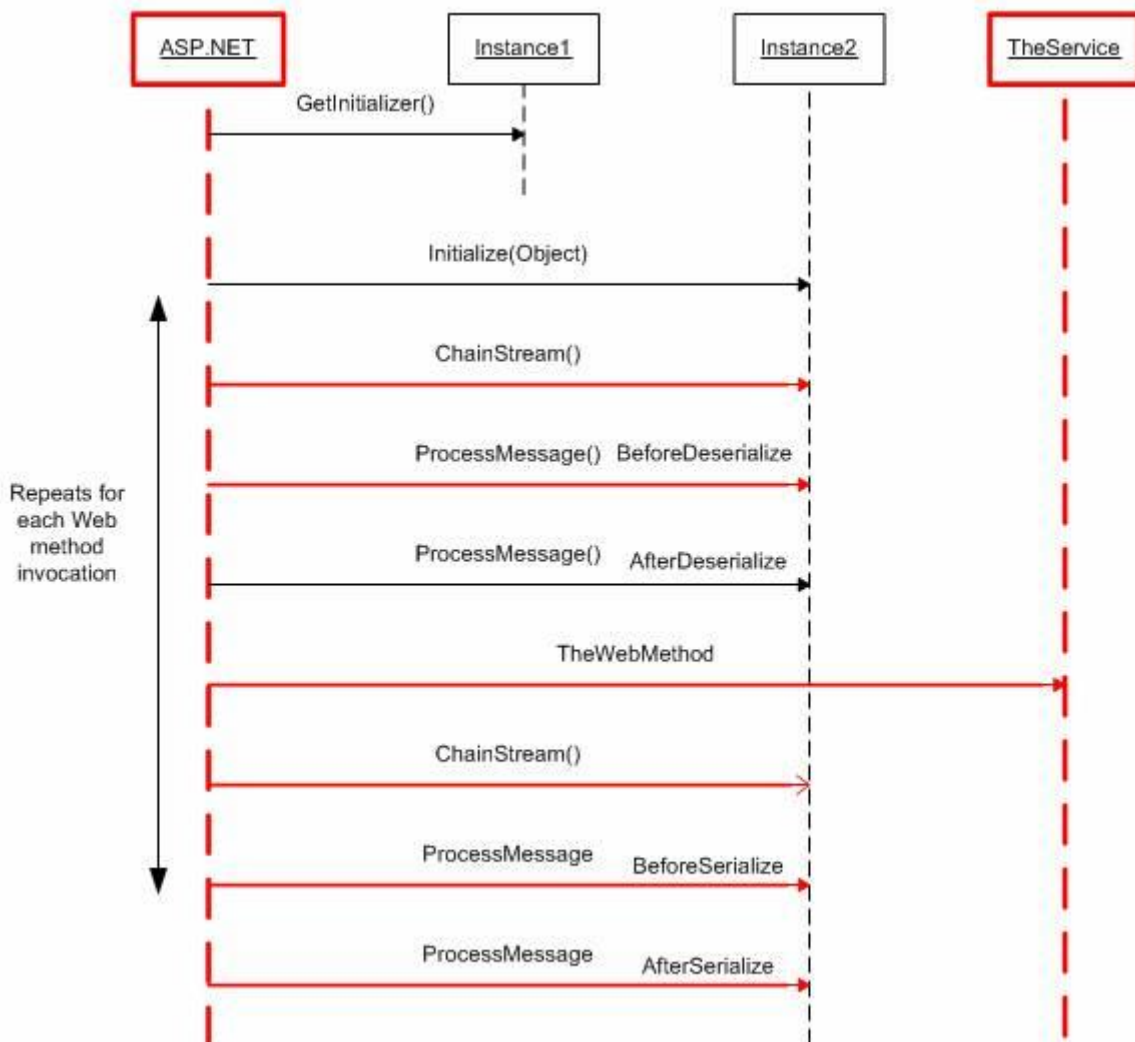 ASP.NET
Instance1
Instance2
TheService
GetInitializer()
Initialize(Object)
ChainStream()
ProcessMessage() BeforeDeserialize
Repeats for
each Web
method
invocation
ProcessMessage() AfterDeserialize
TheWebMethod
ChainStream()
ProcessMessage BeforeSerialize
ProcessMessage AfterSerialize